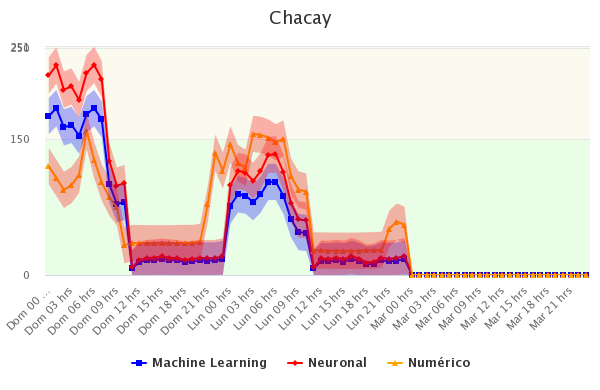 Chacay
250
150
0
Dom 00 ...
Dom 03 hrs
Dom 06 hrs
Dom 09 hrs
Dom 12 hrs
Dom 15 hrs
Dom 18 hrs
Dom 21 hrs
Lun 00 hrs
Lun 03 hrs
Lun 06 hrs
Lun 09 hrs
Lun 12 hrs
Lun 15 hrs
Lun 18 hrs
Lun 21 hrs
Mar 00 hrs
Mar 03 hrs
Mar 06 hrs
Mar 09 hrs
Mar 12 hrs
Mar 15 hrs
Mar 18 hrs
Mar 21 hrs
Machine Learning Neuronal Numérico